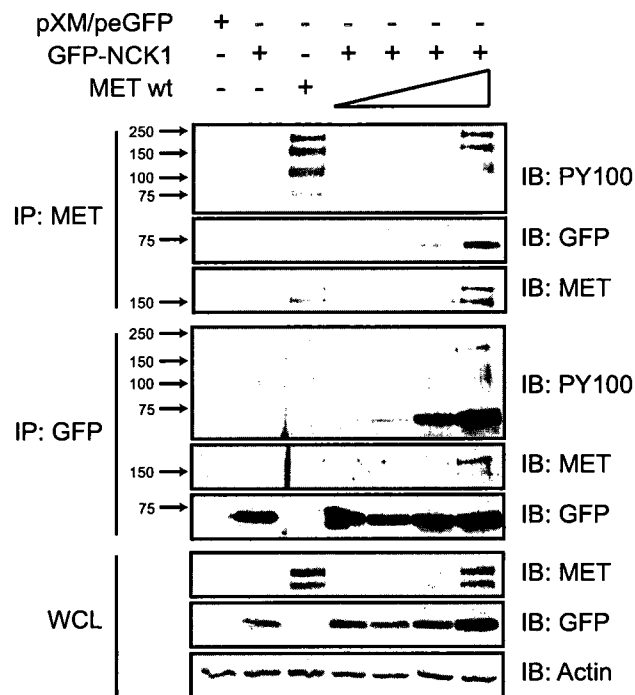 pXM/peGFP + - - - - - -
GFP-NCK1 - + - + + + +
MET wt - - +
IP: MET
250
150
100
75
IB: PY100
75
IB: GFP
150
IB: MET
IP: GFP
250
150
100
75
IB: PY100
150
IB: MET
75
IB: GFP
WCL
IB: MET
IB: GFP
IB: Actin